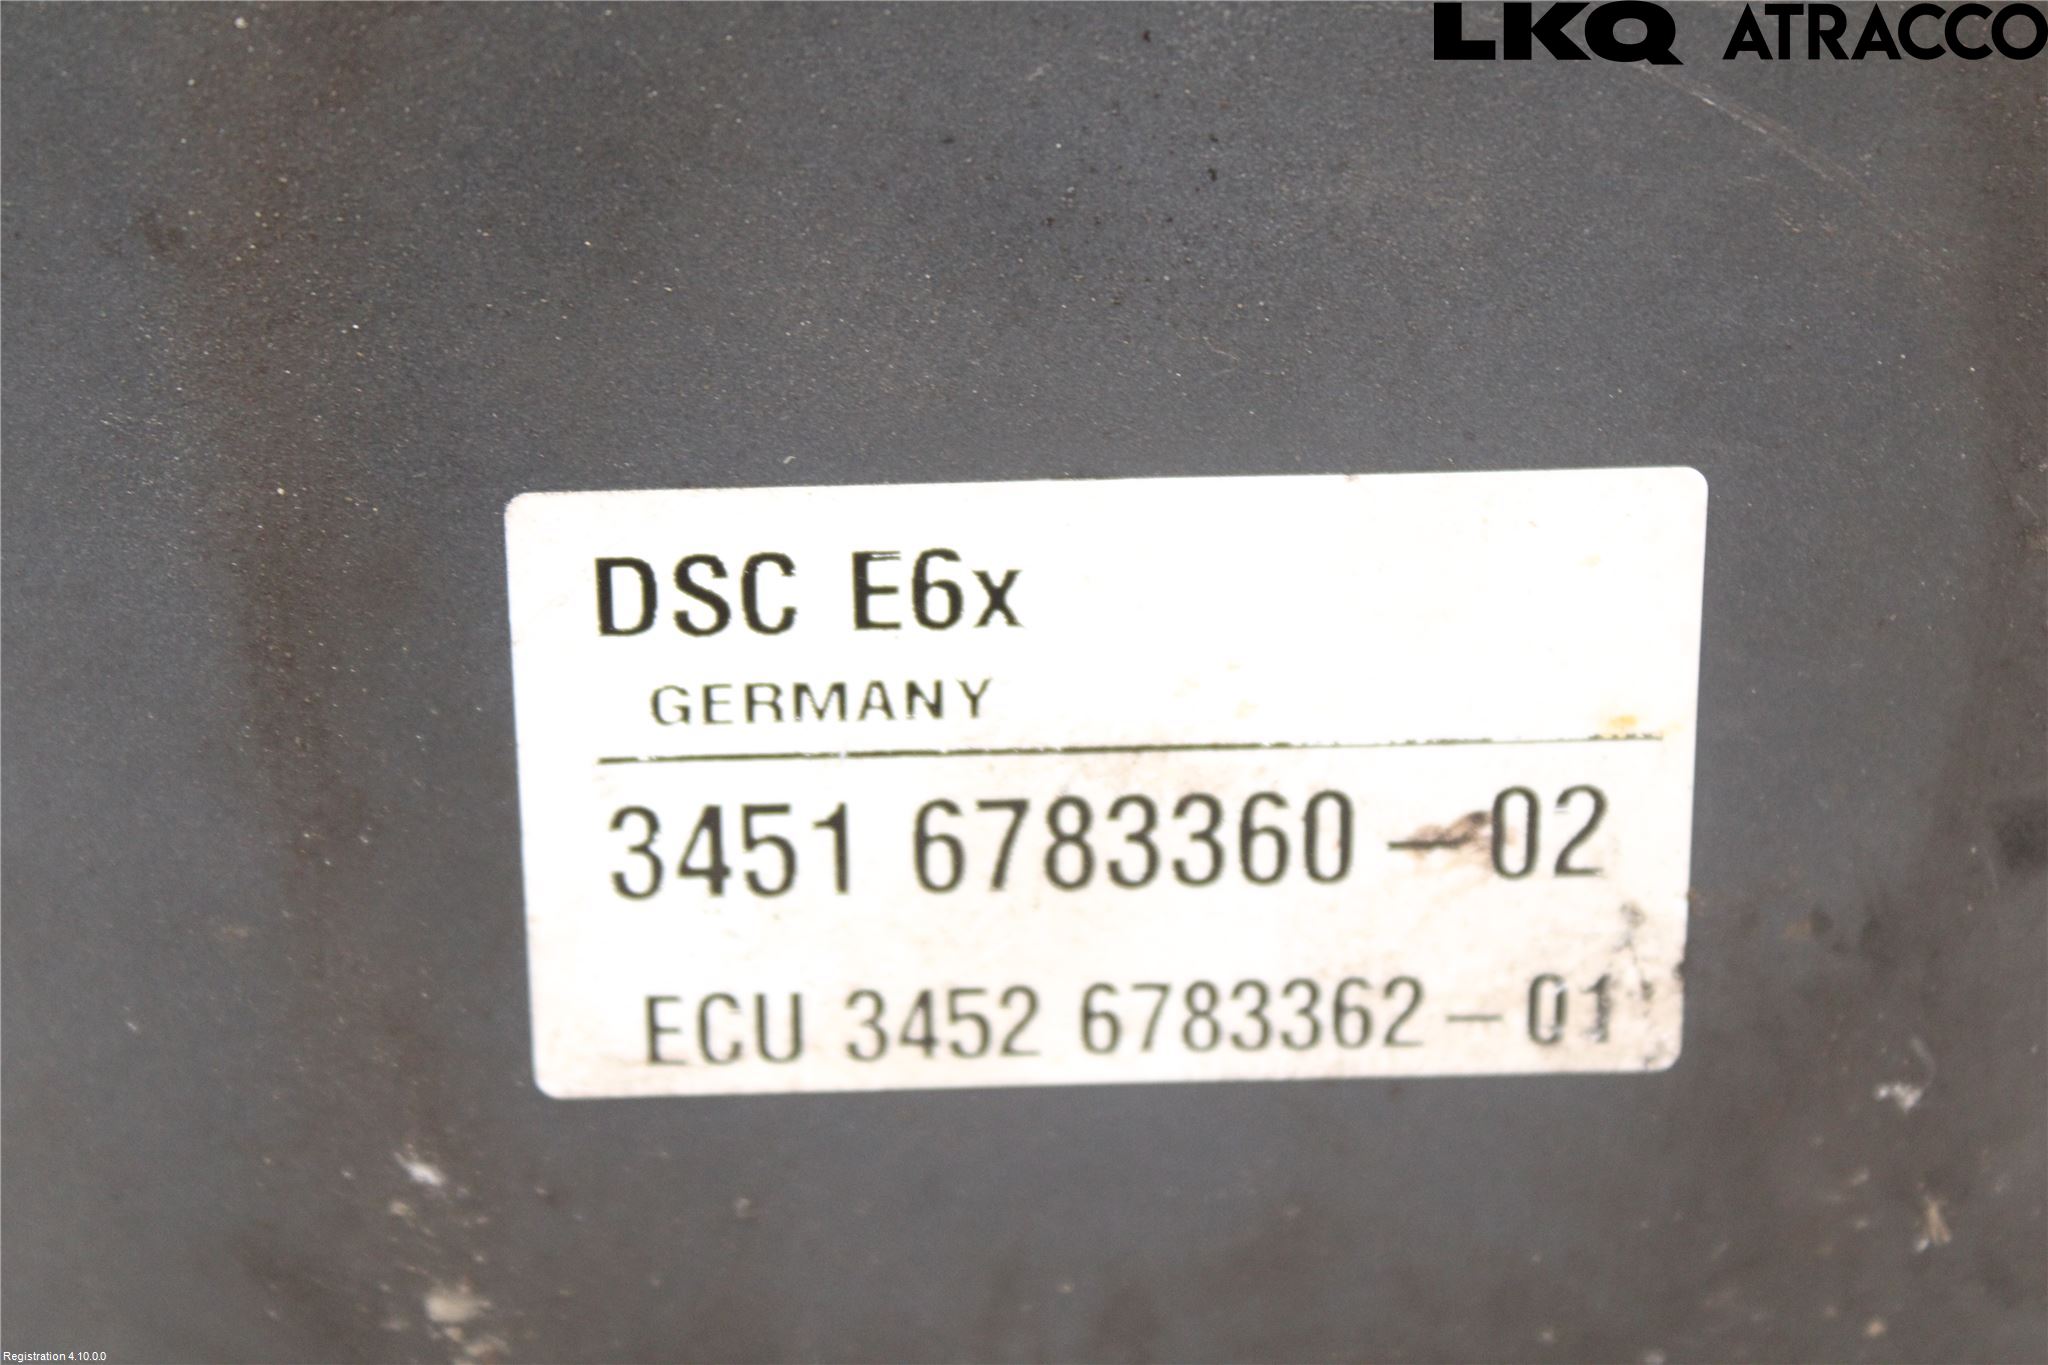 LKQ ATRACCO
DSC E6x
GERMANY
3451 6783360-02
ECU 3452 6783362-01
Registration 4.10.0.0